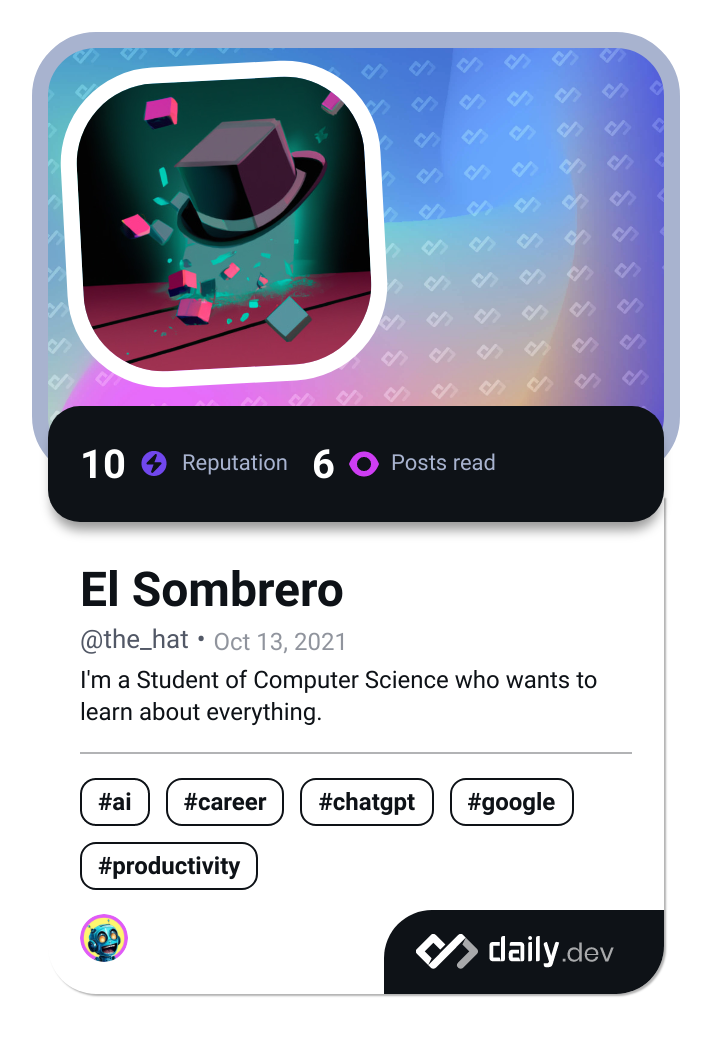 10 Reputation 6 Posts read
El Sombrero
@the_hat • Oct 13, 2021
I'm a Student of Computer Science who wants to
learn about everything.
#ai #career #chatgpt #google
#productivity
daily.dev